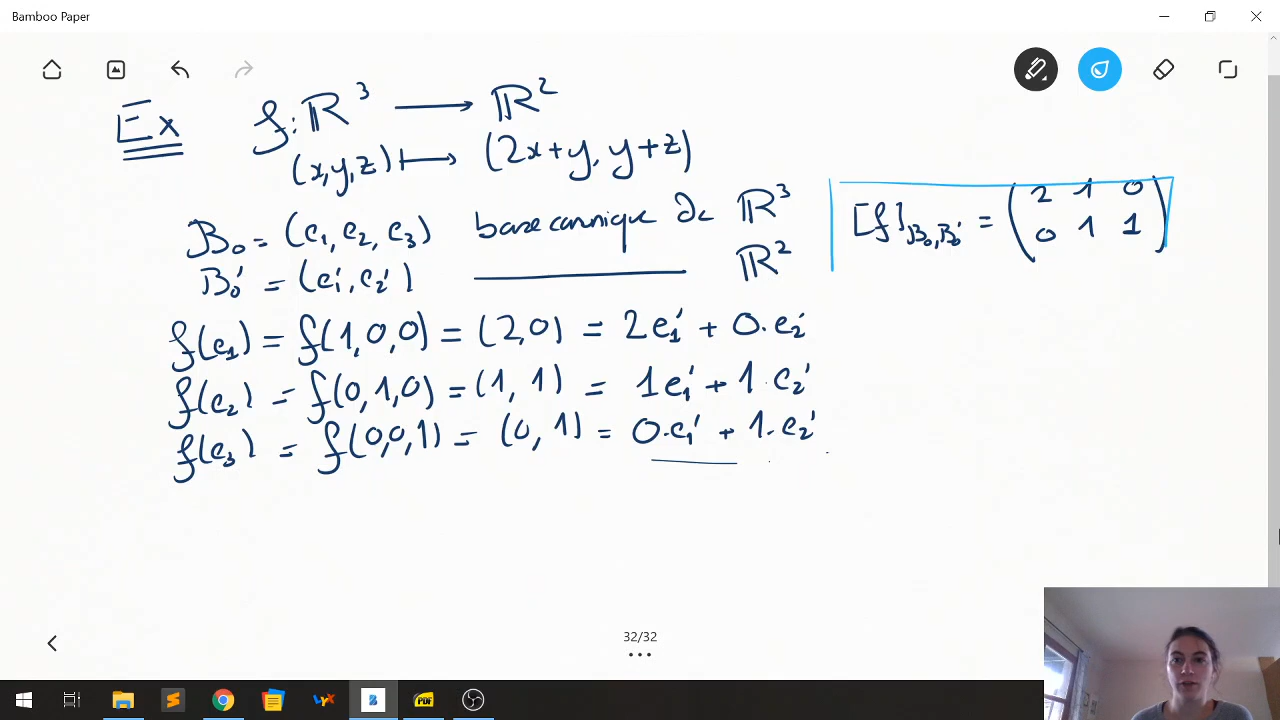 Bamboo Paper
Ex f: ℝ³ ⟶ ℝ²
(x,y,z) ⟼ (2x+y, y+z)
B₀ = (e₁, e₂, e₃) base canonique de ℝ³
B₀' = (e₁', e₂') ———— ℝ²
[f]B₀,B₀' = (2 1 0
0 1 1)
f(e₁) = f(1,0,0) = (2,0) = 2e₁' + 0.e₂'
f(e₂) = f(0,1,0) = (1, 1) = 1e₁' + 1.e₂'
f(e₃) = f(0,0,1) = (0, 1) = 0.e₁' + 1.e₂'
32/32